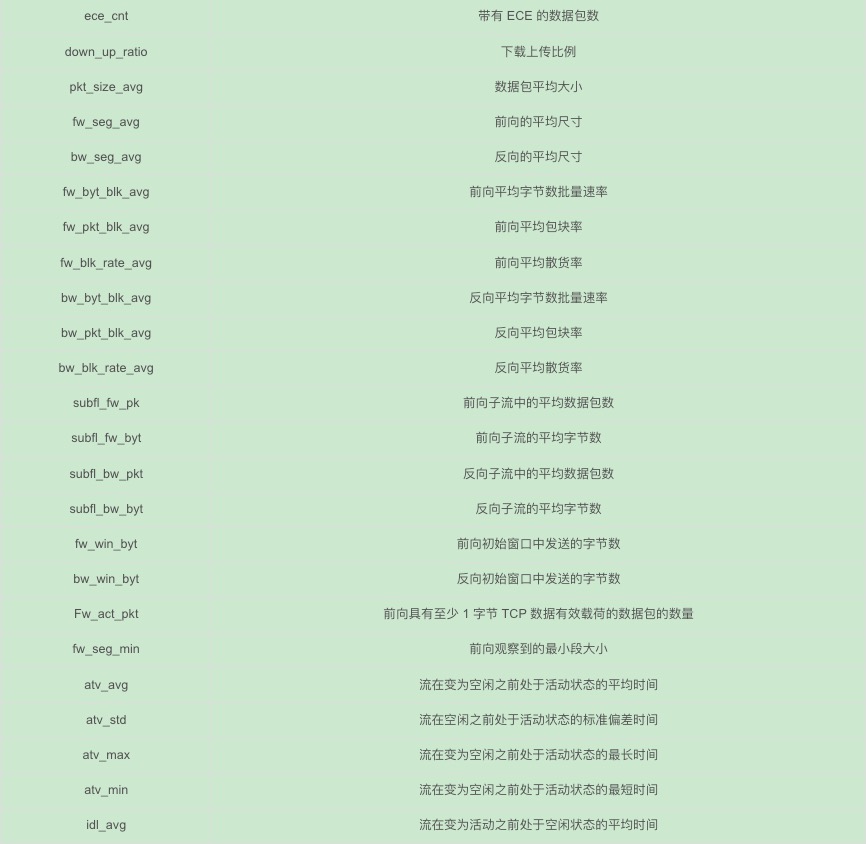 ece_cnt 带有 ECE 的数据包数
down_up_ratio 下载上传比例
pkt_size_avg 数据包平均大小
fw_seg_avg 前向的平均尺寸
bw_seg_avg 反向的平均尺寸
fw_byt_blk_avg 前向平均字节数批量速率
fw_pkt_blk_avg 前向平均包块率
fw_blk_rate_avg 前向平均散货率
bw_byt_blk_avg 反向平均字节数批量速率
bw_pkt_blk_avg 反向平均包块率
bw_blk_rate_avg 反向平均散货率
subfl_fw_pk 前向子流中的平均数据包数
subfl_fw_byt 前向子流的平均字节数
subfl_bw_pkt 反向子流中的平均数据包数
subfl_bw_byt 反向子流的平均字节数
fw_win_byt 前向初始窗口中发送的字节数
bw_win_byt 反向初始窗口中发送的字节数
Fw_act_pkt 前向具有至少 1 字节 TCP 数据有效载荷的数据包的数量
fw_seg_min 前向观察到的最小段大小
atv_avg 流在变为空闲之前处于活动状态的平均时间
atv_std 流在空闲之前处于活动状态的标准偏差时间
atv_max 流在变为空闲之前处于活动状态的最长时间
atv_min 流在变为空闲之前处于活动状态的最短时间
idl_avg 流在变为活动之前处于空闲状态的平均时间